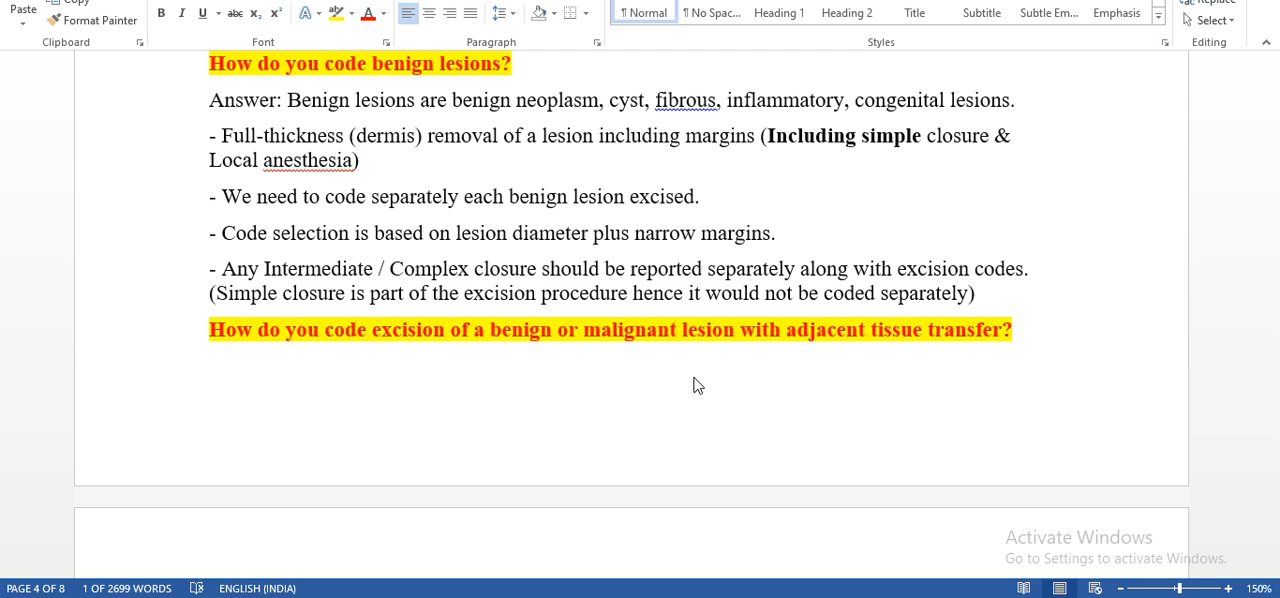 Paste
Copy
Format Painter
Clipboard
B I U abc x₂ x² A A
Font
Paragraph
¶ Normal ¶ No Spac... Heading 1 Heading 2 Title Subtitle Subtle Em... Emphasis
Styles
Replace
Select
Editing
How do you code benign lesions?
Answer: Benign lesions are benign neoplasm, cyst, fibrous, inflammatory, congenital lesions.
- Full-thickness (dermis) removal of a lesion including margins (Including simple closure &
Local anesthesia)
- We need to code separately each benign lesion excised.
- Code selection is based on lesion diameter plus narrow margins.
- Any Intermediate / Complex closure should be reported separately along with excision codes.
(Simple closure is part of the excision procedure hence it would not be coded separately)
How do you code excision of a benign or malignant lesion with adjacent tissue transfer?
Activate Windows
Go to Settings to activate Windows.
PAGE 4 OF 8 1 OF 2699 WORDS ENGLISH (INDIA) 150%